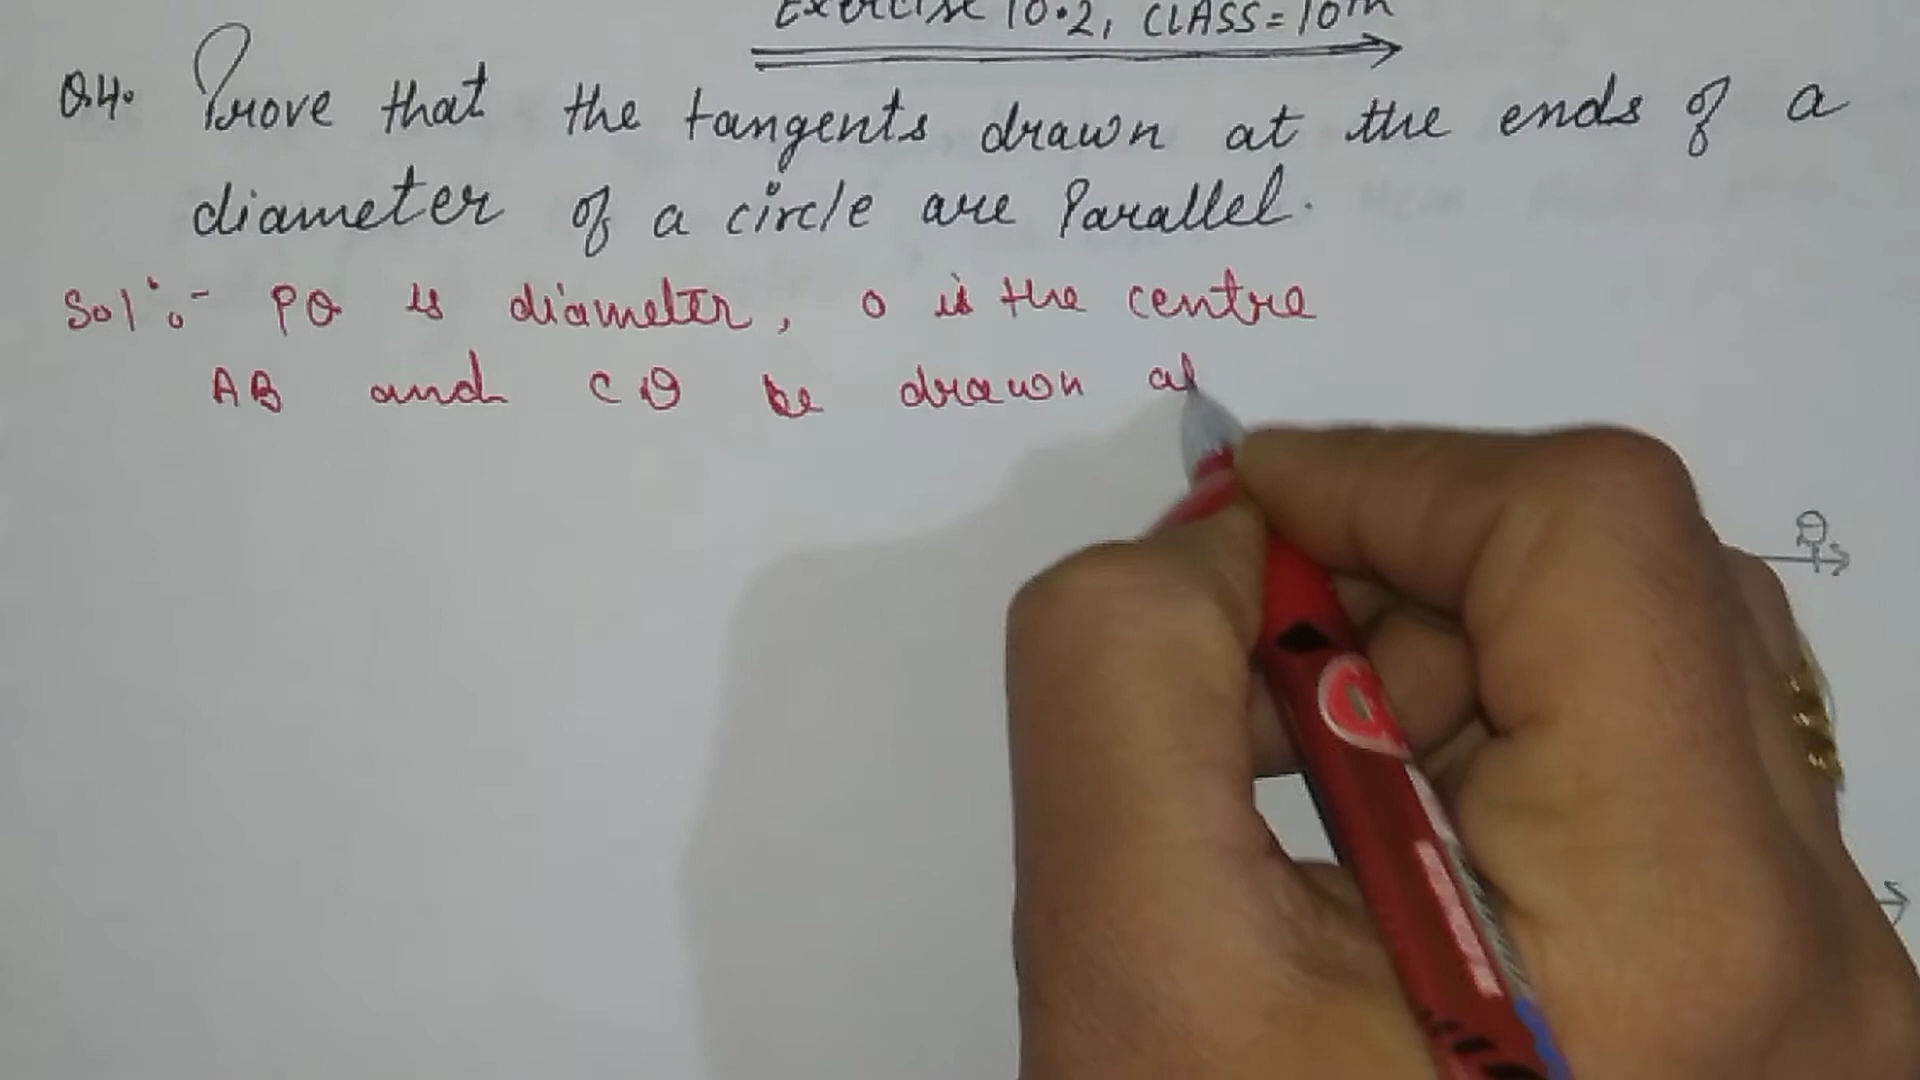 Exercise 10.2, CLASS=10th
Q4. Prove that the tangents drawn at the ends of a
diameter of a circle are Parallel.
Sol:- PQ is diameter, O is the centre
AB and CD be drawn at